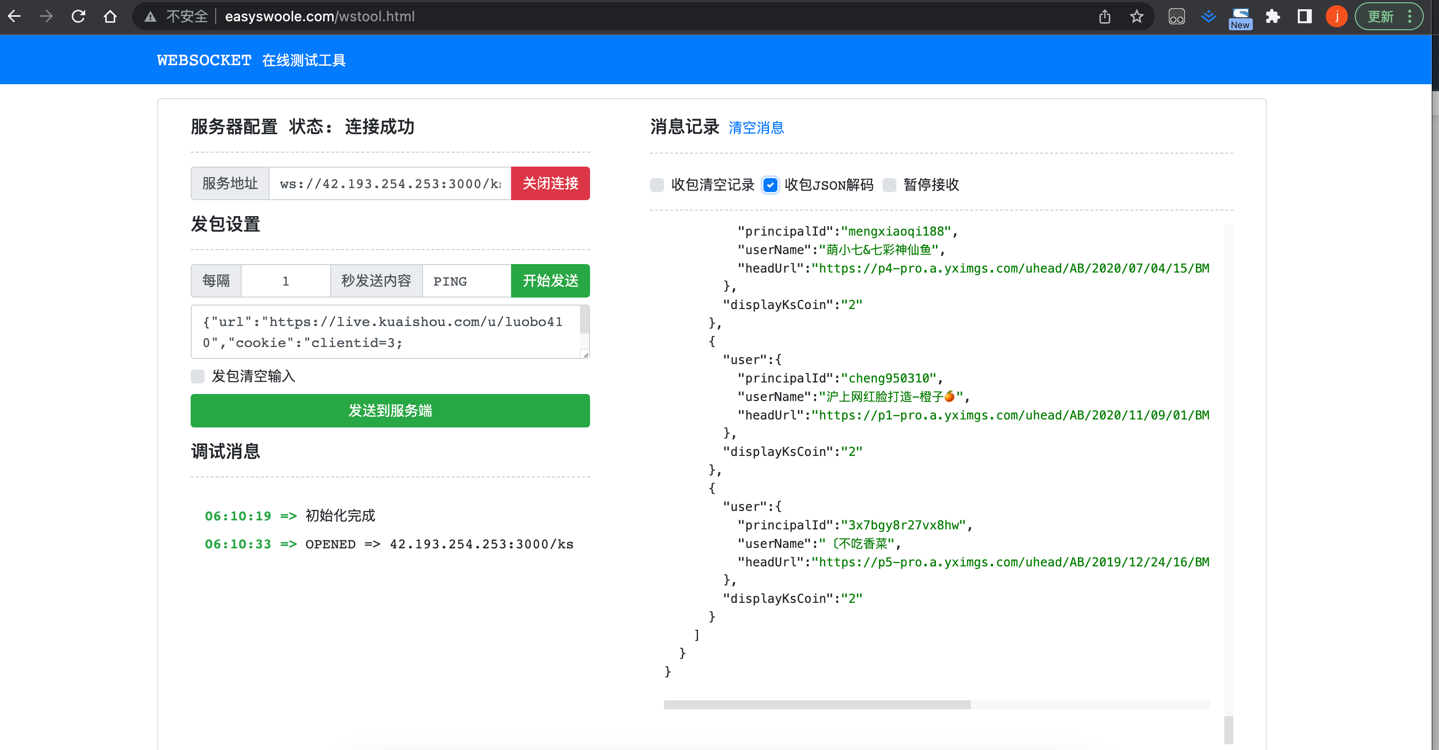 不安全 easyswoole.com/wstool.html
New
j
更新
WEBSOCKET 在线测试工具
服务器配置 状态: 连接成功
服务地址 ws://42.193.254.253:3000/ks 关闭连接
发包设置
每隔 1 秒发送内容 PING 开始发送
{"url":"https://live.kuaishou.com/u/luobo41
0","cookie":"clientid=3;
发包清空输入
发送到服务端
调试消息
06:10:19 => 初始化完成
06:10:33 => OPENED => 42.193.254.253:3000/ks
消息记录 清空消息
收包清空记录 收包JSON解码 暂停接收
"principalId":"mengxiaoqi188",
"userName":"萌小七&七彩神仙鱼",
"headUrl":"https://p4-pro.a.yximgs.com/uhead/AB/2020/07/04/15/BM
},
"displayKsCoin":"2"
},
{
"user":{
"principalId":"cheng950310",
"userName":"沪上网红脸打造-橙子🍊",
"headUrl":"https://p1-pro.a.yximgs.com/uhead/AB/2020/11/09/01/BM
},
"displayKsCoin":"2"
},
{
"user":{
"principalId":"3x7bgy8r27vx8hw",
"userName":"〔不吃香菜",
"headUrl":"https://p5-pro.a.yximgs.com/uhead/AB/2019/12/24/16/BM
},
"displayKsCoin":"2"
}
]
}
}